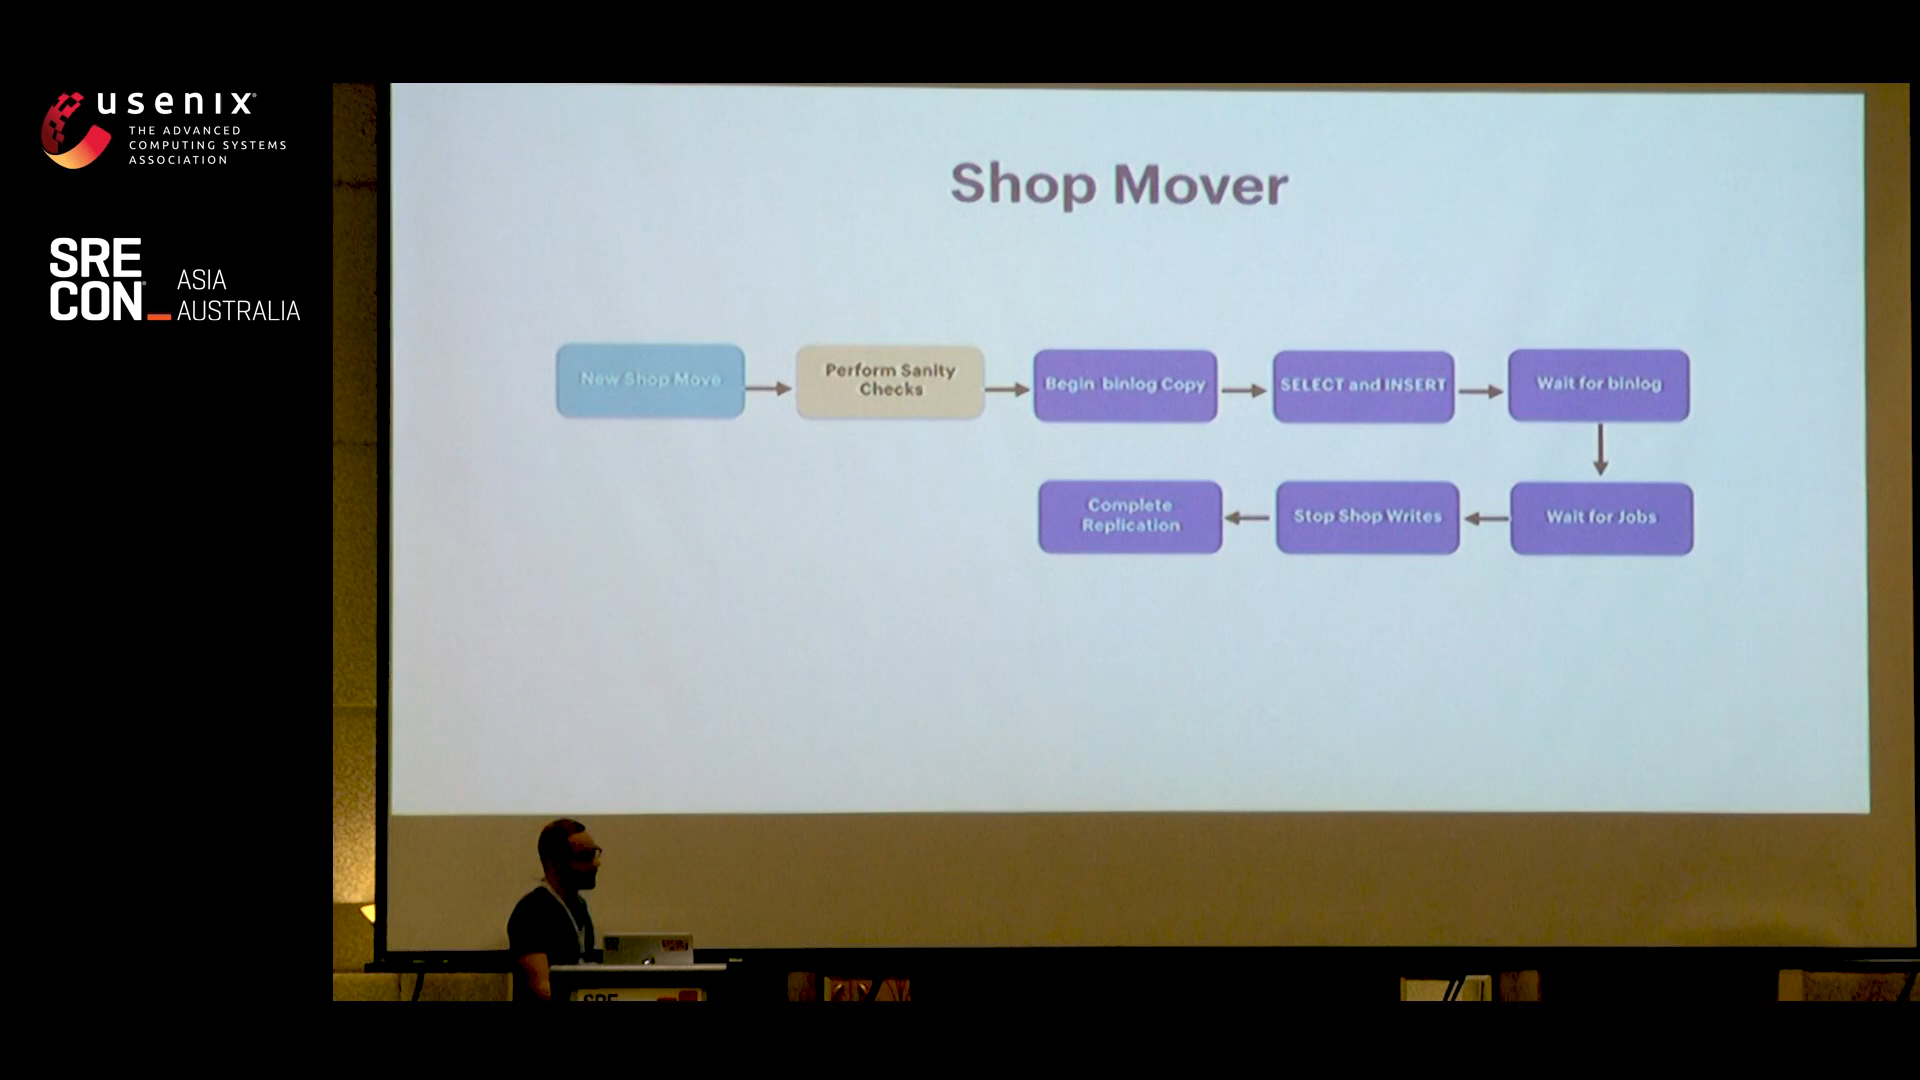 usenix®
THE ADVANCED
COMPUTING SYSTEMS
ASSOCIATION
SRE
CON®
ASIA
AUSTRALIA
Shop Mover
New Shop Move
Perform Sanity
Checks
Begin binlog Copy
SELECT and INSERT
Wait for binlog
Wait for Jobs
Stop Shop Writes
Complete
Replication
SRE